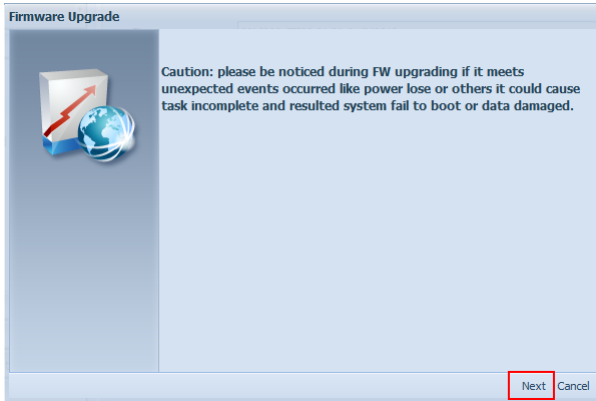 Firmware Upgrade
Caution: please be noticed during FW upgrading if it meets
unexpected events occurred like power lose or others it could cause
task incomplete and resulted system fail to boot or data damaged.
Next Cancel